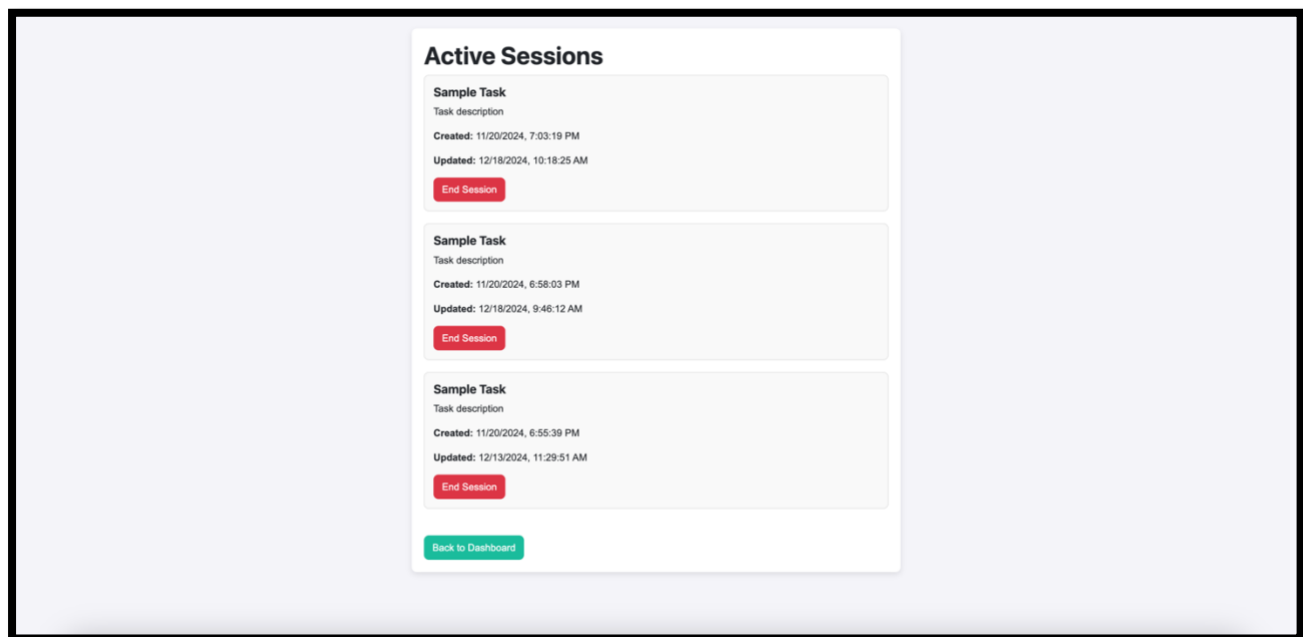 Active Sessions
Sample Task
Task description
Created: 11/20/2024, 7:03:19 PM
Updated: 12/18/2024, 10:18:25 AM
End Session
Sample Task
Task description
Created: 11/20/2024, 6:58:03 PM
Updated: 12/18/2024, 9:46:12 AM
End Session
Sample Task
Task description
Created: 11/20/2024, 6:55:39 PM
Updated: 12/13/2024, 11:29:51 AM
End Session
Back to Dashboard